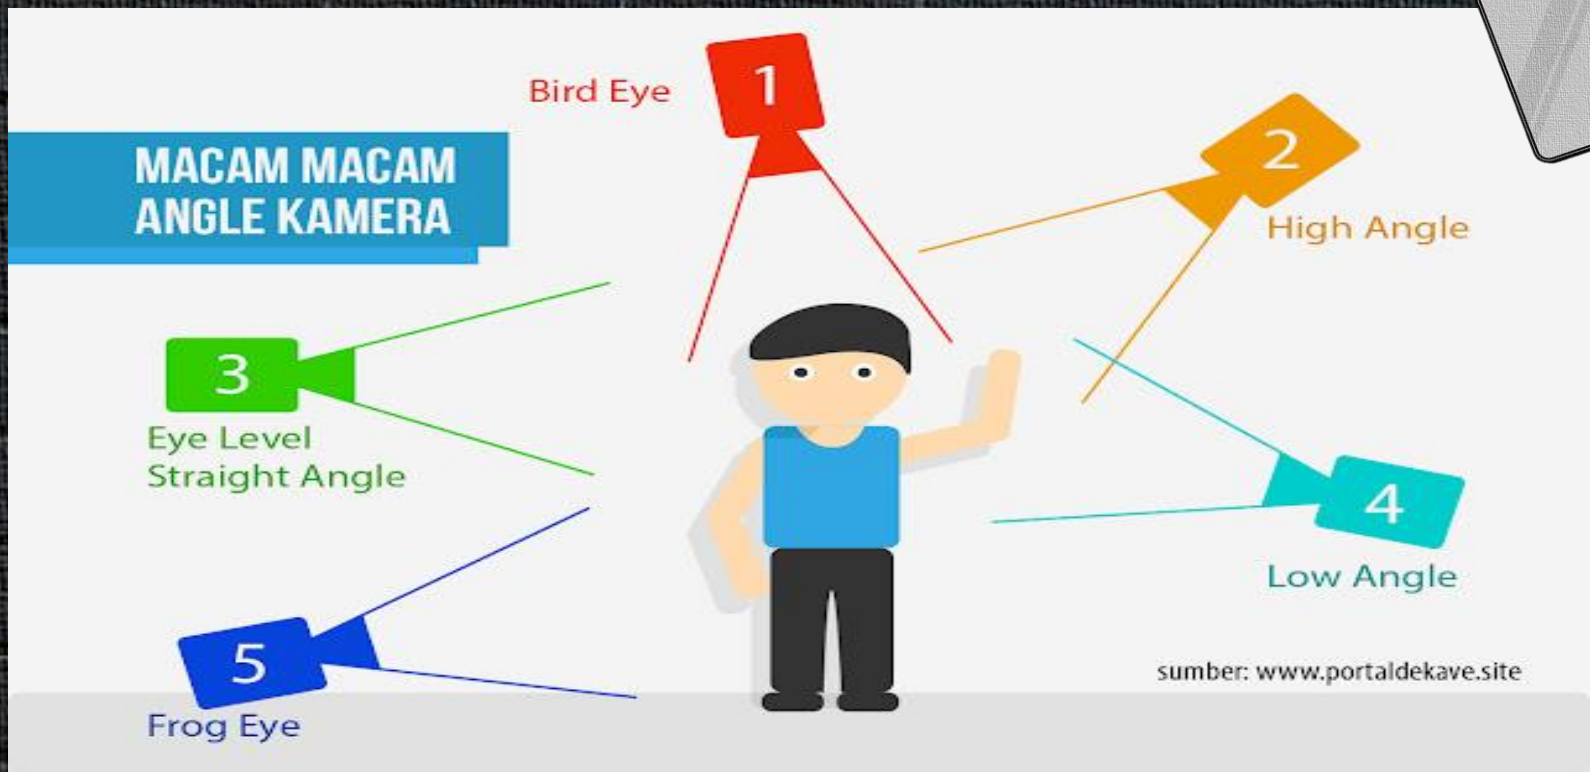 MACAM MACAM
ANGLE KAMERA
Bird Eye
1
2
High Angle
3
Eye Level
Straight Angle
4
Low Angle
5
Frog Eye
sumber: www.portaldekave.site